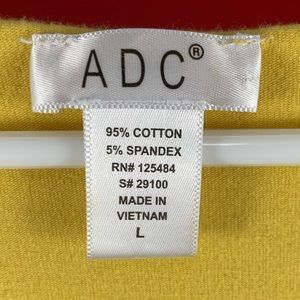 ADC®
95% COTTON
5% SPANDEX
RN# 125484
S# 29100
MADE IN
VIETNAM
L